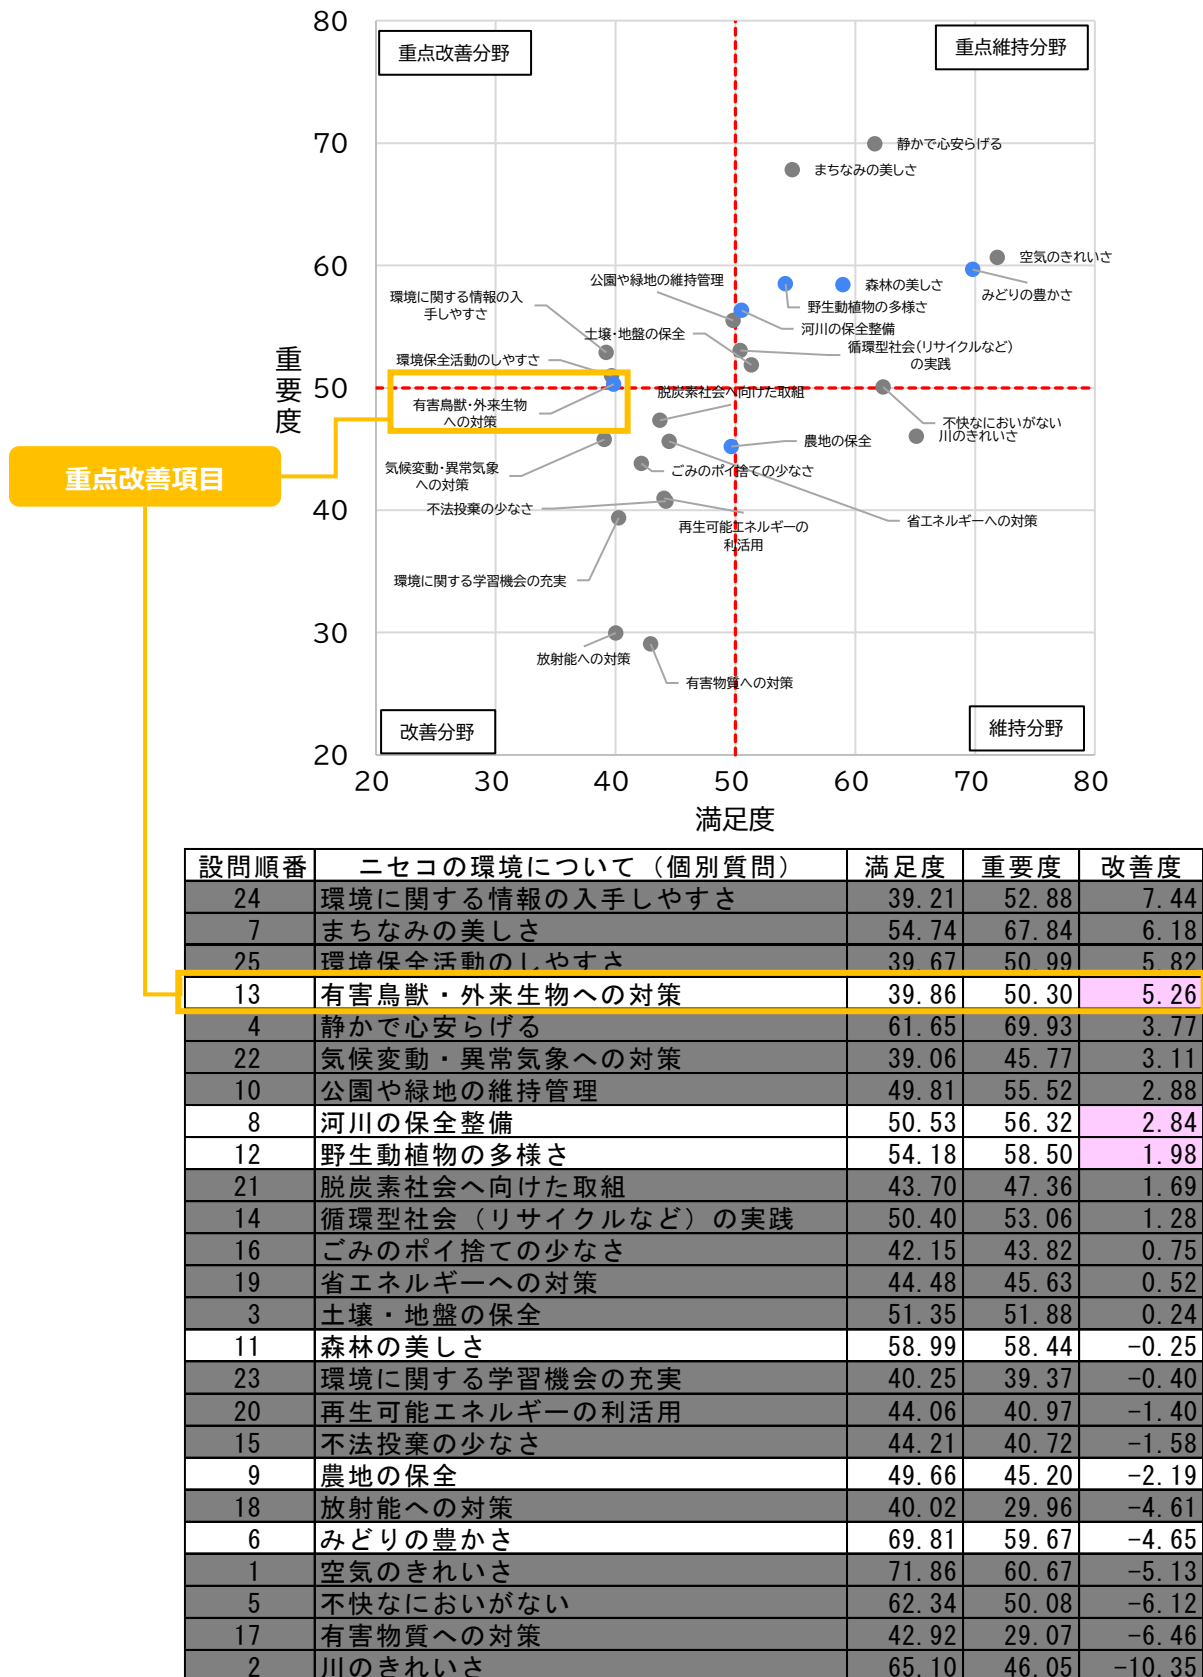 80
重点改善分野
重点維持分野
70
静かで心安らげる
まちなみの美しさ
60
空気のきれいさ
公園や緑地の維持管理
森林の美しさ
みどりの豊かさ
環境に関する情報の入
手しやすさ
野生動植物の多様さ
河川の保全整備
土壌・地盤の保全
循環型社会(リサイクルなど)
の実践
重要度
環境保全活動のしやすさ
50
脱炭素社会へ向けた取組
有害鳥獣・外来生物
への対策
不快なにおいがない
川のきれいさ
農地の保全
重点改善項目
気候変動・異常気象
への対策
ごみのポイ捨ての少なさ
40
不法投棄の少なさ
省エネルギーへの対策
再生可能エネルギーの
利活用
環境に関する学習機会の充実
30
放射能への対策
有害物質への対策
改善分野
維持分野
20
20 30 40 50 60 70 80
満足度
設問順番 ニセコの環境について（個別質問） 満足度 重要度 改善度
24 環境に関する情報の入手しやすさ 39.21 52.88 7.44
7 まちなみの美しさ 54.74 67.84 6.18
25 環境保全活動のしやすさ 39.67 50.99 5.82
13 有害鳥獣・外来生物への対策 39.86 50.30 5.26
4 静かで心安らげる 61.65 69.93 3.77
22 気候変動・異常気象への対策 39.06 45.77 3.11
10 公園や緑地の維持管理 49.81 55.52 2.88
8 河川の保全整備 50.53 56.32 2.84
12 野生動植物の多様さ 54.18 58.50 1.98
21 脱炭素社会へ向けた取組 43.70 47.36 1.69
14 循環型社会（リサイクルなど）の実践 50.40 53.06 1.28
16 ごみのポイ捨ての少なさ 42.15 43.82 0.75
19 省エネルギーへの対策 44.48 45.63 0.52
3 土壌・地盤の保全 51.35 51.88 0.24
11 森林の美しさ 58.99 58.44 -0.25
23 環境に関する学習機会の充実 40.25 39.37 -0.40
20 再生可能エネルギーの利活用 44.06 40.97 -1.40
15 不法投棄の少なさ 44.21 40.72 -1.58
9 農地の保全 49.66 45.20 -2.19
18 放射能への対策 40.02 29.96 -4.61
6 みどりの豊かさ 69.81 59.67 -4.65
1 空気のきれいさ 71.86 60.67 -5.13
5 不快なにおいがない 62.34 50.08 -6.12
17 有害物質への対策 42.92 29.07 -6.46
2 川のきれいさ 65.10 46.05 -10.35